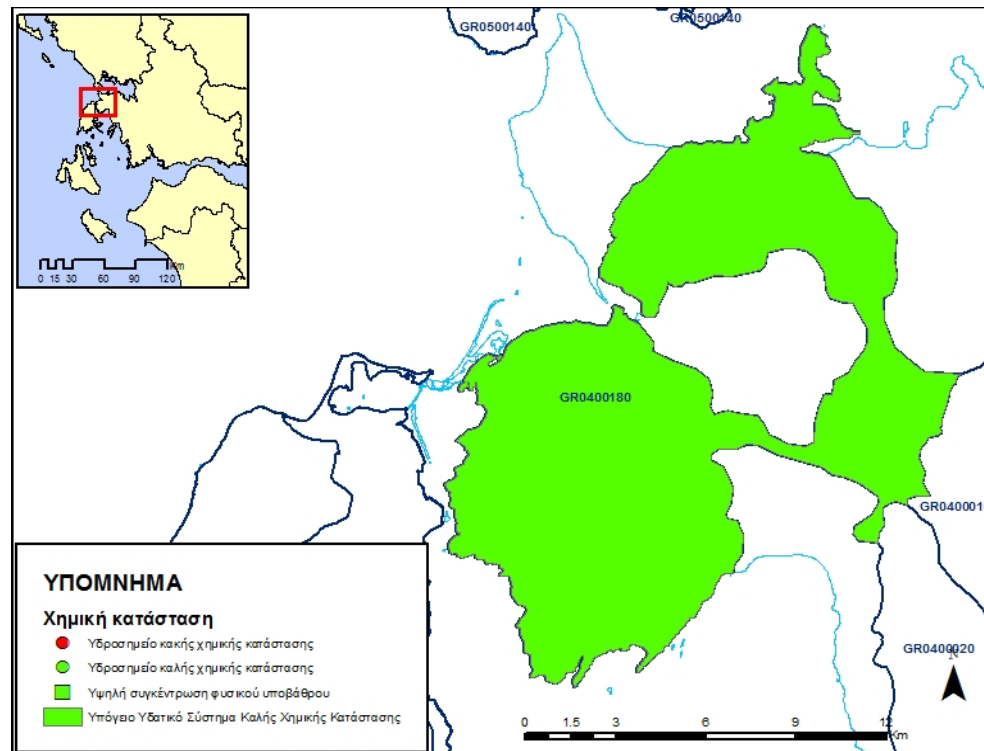 GR0500140
GR0500140
Km
0 15 30 60 90 120
GR0400180
GR040001
GR0400020
N
ΥΠΟΜΝΗΜΑ
Χημική κατάσταση
Υδροσημείο κακής χημικής κατάστασης
Υδροσημείο καλής χημικής κατάστασης
Υψηλή συγκέντρωση φυσικού υποβάθρου
Υπόγειο Υδατικό Σύστημα Καλής Χημικής Κατάστασης
0 1.5 3 6 9 12
Km